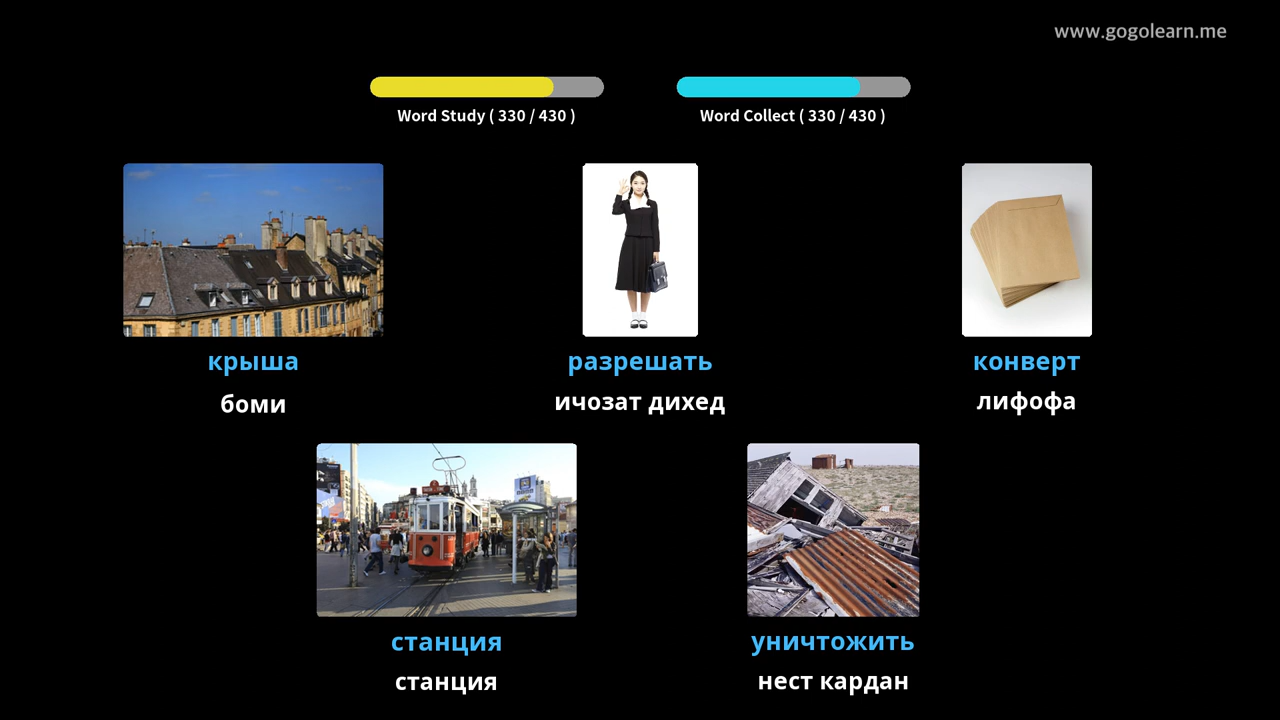 www.gogolearn.me
Word Study ( 330 / 430 )
Word Collect ( 330 / 430 )
крыша
разрешать
конверт
боми
ичозат дихед
лифофа
станция
уничтожить
станция
нест кардан